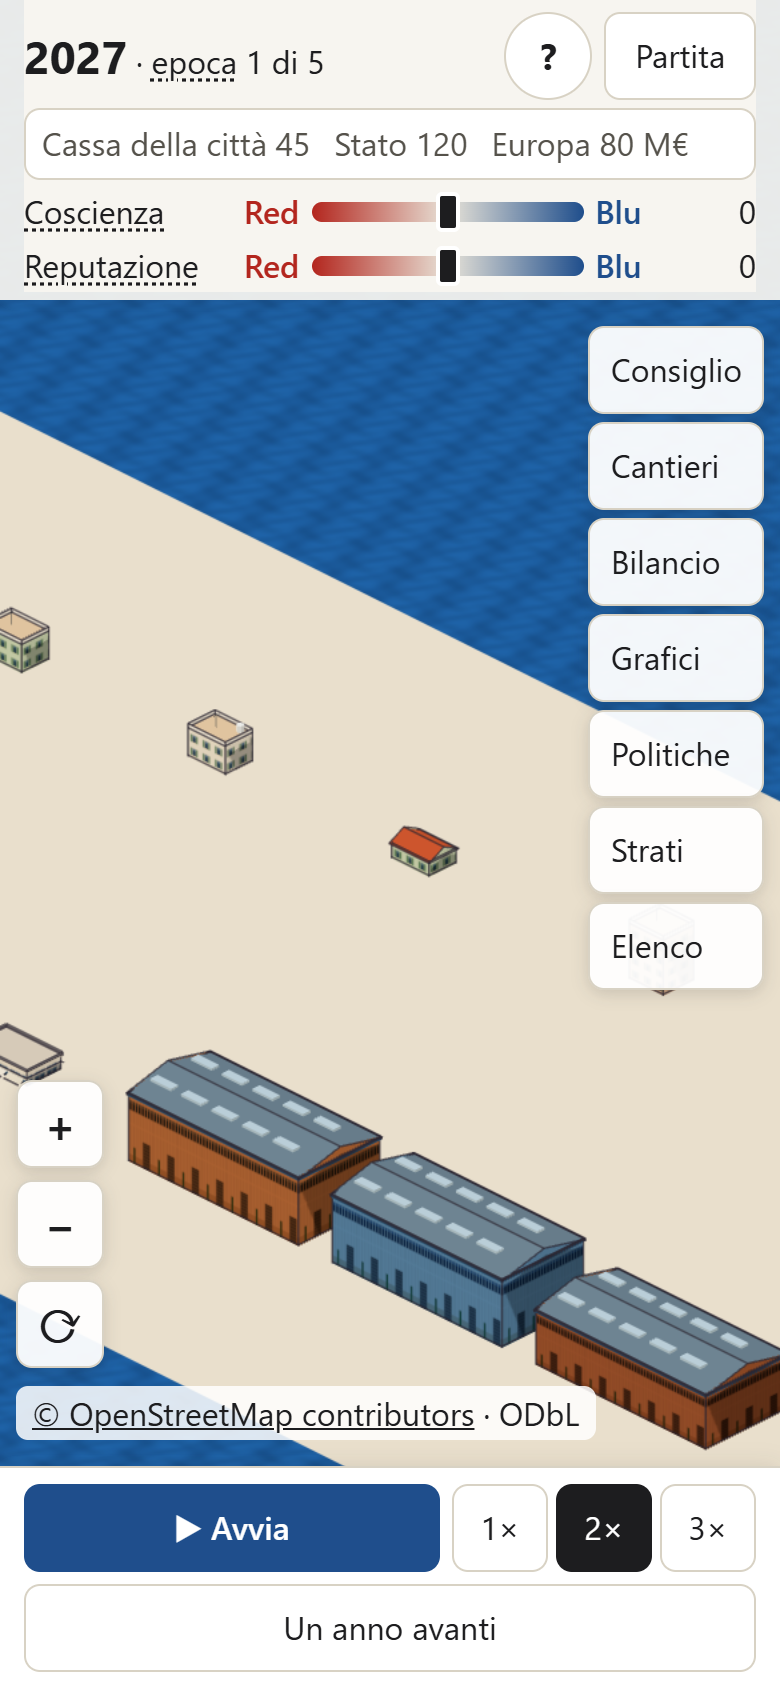 2027 · epoca 1 di 5
?
Partita
Cassa della città 45 Stato 120 Europa 80 M€
Coscienza Red Blu 0
Reputazione Red Blu 0
Consiglio
Cantieri
Bilancio
Grafici
Politiche
Strati
Elenco
+
−
© OpenStreetMap contributors · ODbL
▶ Avvia
1×
2×
3×
Un anno avanti